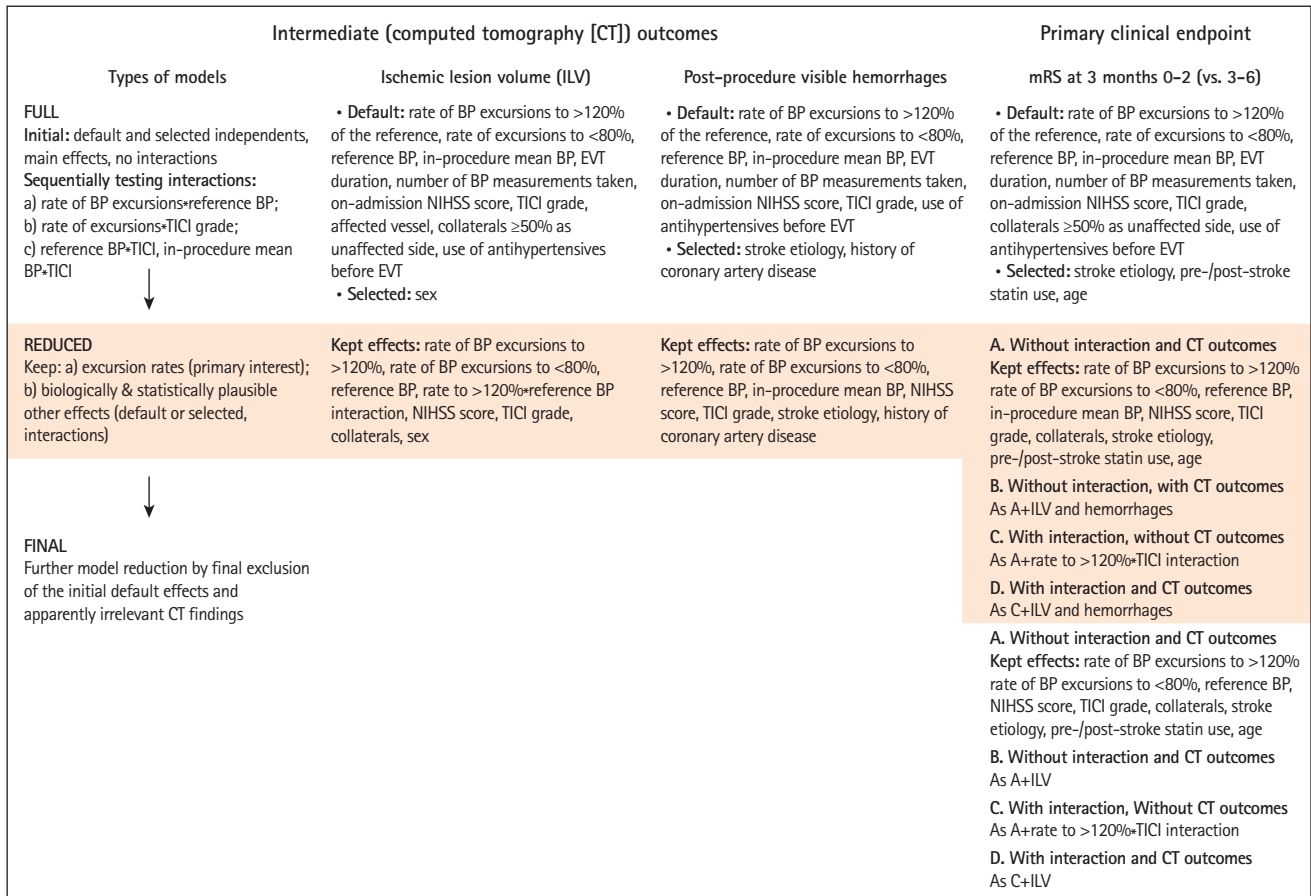 Intermediate (computed tomography [CT]) outcomes
Primary clinical endpoint
Types of models
Ischemic lesion volume (ILV)
Post-procedure visible hemorrhages
mRS at 3 months 0–2 (vs. 3–6)
FULL
Initial: default and selected independents,
main effects, no interactions
Sequentially testing interactions:
a) rate of BP excursions*reference BP;
b) rate of excursions*TICI grade;
c) reference BP*TICI, in-procedure mean
BP*TICI
• Default: rate of BP excursions to >120%
of the reference, rate of excursions to <80%,
reference BP, in-procedure mean BP, EVT
duration, number of BP measurements taken,
on-admission NIHSS score, TICI grade,
affected vessel, collaterals ≥50% as
unaffected side, use of antihypertensives
before EVT
• Selected: sex
• Default: rate of BP excursions to >120%
of the reference, rate of excursions to <80%,
reference BP, in-procedure mean BP, EVT
duration, number of BP measurements taken,
on-admission NIHSS score, TICI grade, use of
antihypertensives before EVT
• Selected: stroke etiology, history of
coronary artery disease
• Default: rate of BP excursions to >120%
of the reference, rate of excursions to <80%,
reference BP, in-procedure mean BP, EVT
duration, number of BP measurements taken,
on-admission NIHSS score, TICI grade,
collaterals ≥50% as unaffected side, use of
antihypertensives before EVT
• Selected: stroke etiology, pre-/post-stroke
statin use, age
REDUCED
Keep: a) excursion rates (primary interest);
b) biologically & statistically plausible
other effects (default or selected,
interactions)
Kept effects: rate of BP excursions to
>120%, rate of BP excursions to <80%,
reference BP, rate to >120%*reference BP
interaction, NIHSS score, TICI grade,
collaterals, sex
Kept effects: rate of BP excursions to
>120%, rate of BP excursions to <80%,
reference BP, in-procedure mean BP, NIHSS
score, TICI grade, stroke etiology, history of
coronary artery disease
A. Without interaction and CT outcomes
Kept effects: rate of BP excursions to >120%
rate of BP excursions to <80%, reference BP,
in-procedure mean BP, NIHSS score, TICI
grade, collaterals, stroke etiology,
pre-/post-stroke statin use, age
B. Without interaction, with CT outcomes
As A+ILV and hemorrhages
C. With interaction, without CT outcomes
As A+rate to >120%*TICI interaction
D. With interaction and CT outcomes
As C+ILV and hemorrhages
FINAL
Further model reduction by final exclusion
of the initial default effects and
apparently irrelevant CT findings
A. Without interaction and CT outcomes
Kept effects: rate of BP excursions to >120%
rate of BP excursions to <80%, reference BP,
NIHSS score, TICI grade, collaterals, stroke
etiology, pre-/post-stroke statin use, age
B. Without interaction and CT outcomes
As A+ILV
C. With interaction, Without CT outcomes
As A+rate to >120%*TICI interaction
D. With interaction and CT outcomes
As C+ILV